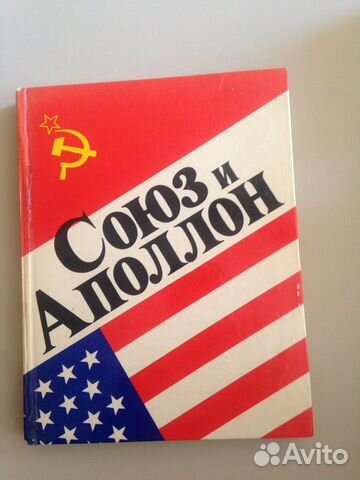 Союз и
Аполлон
Avito